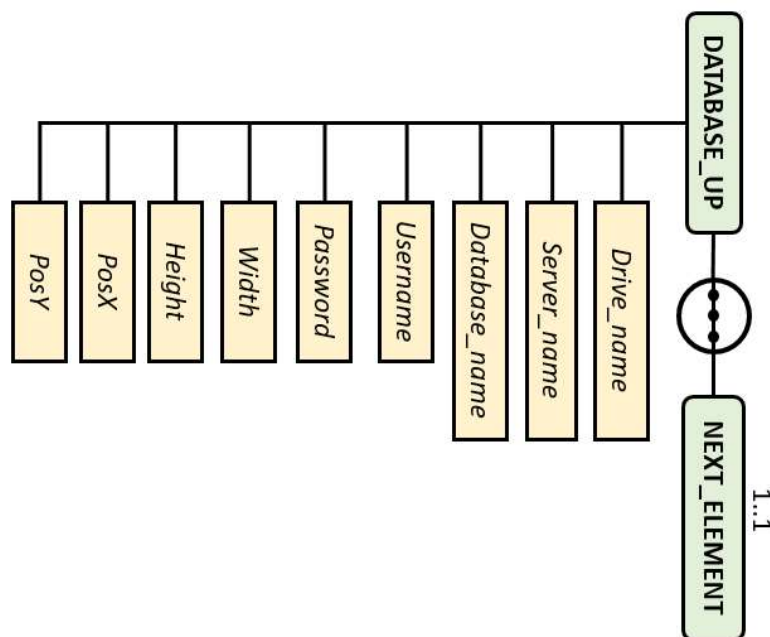 DATABASE_UP
NEXT_ELEMENT
1..1
Drive_name
Server_name
Database_name
Username
Password
Width
Height
PosX
PosY